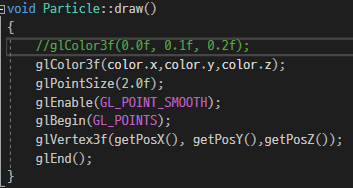 void Particle::draw()
{
//glColor3f(0.0f, 0.1f, 0.2f);
glColor3f(color.x,color.y,color.z);
glPointSize(2.0f);
glEnable(GL_POINT_SMOOTH);
glBegin(GL_POINTS);
glVertex3f(getPosX(), getPosY(),getPosZ());
glEnd();
}